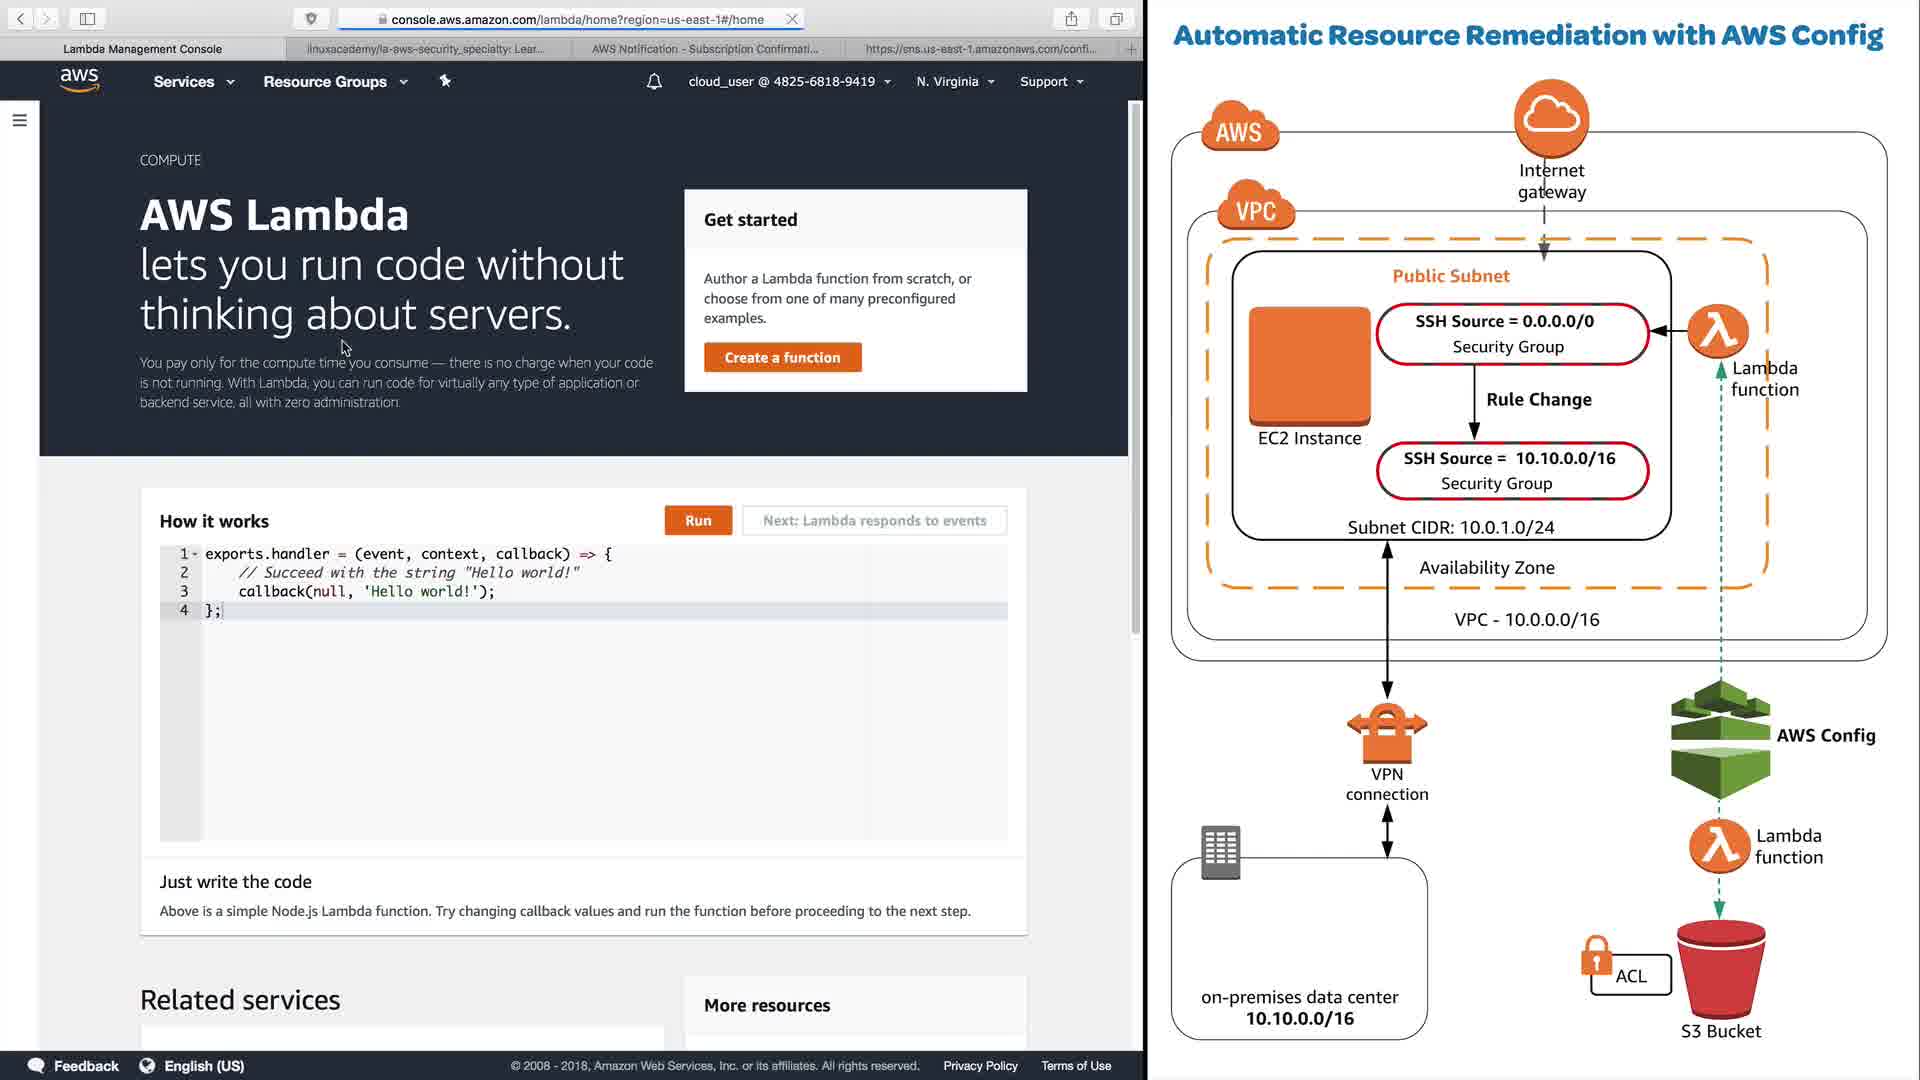 console.aws.amazon.com/lambda/home?region=us-east-1#/home
Lambda Management Console
linuxacademy/la-aws-security_specialty: Lear...
AWS Notification - Subscription Confirmati...
https://sns.us-east-1.amazonaws.com/confi...
aws
Services
Resource Groups
cloud_user @ 4825-6818-9419
N. Virginia
Support
COMPUTE
AWS Lambda
lets you run code without
thinking about servers.
You pay only for the compute time you consume — there is no charge when your code
is not running. With Lambda, you can run code for virtually any type of application or
backend service, all with zero administration.
Get started
Author a Lambda function from scratch, or
choose from one of many preconfigured
examples.
Create a function
How it works
Run
Next: Lambda responds to events
1 exports.handler = (event, context, callback) => {
2 // Succeed with the string "Hello world!"
3 callback(null, 'Hello world!');
4 };
Just write the code
Above is a simple Node.js Lambda function. Try changing callback values and run the function before proceeding to the next step.
Related services
More resources
Feedback
English (US)
© 2008 - 2018, Amazon Web Services, Inc. or its affiliates. All rights reserved.
Privacy Policy
Terms of Use
Automatic Resource Remediation with AWS Config
AWS
Internet
gateway
VPC
Public Subnet
SSH Source = 0.0.0.0/0
Security Group
Lambda
function
Rule Change
EC2 Instance
SSH Source = 10.10.0.0/16
Security Group
Subnet CIDR: 10.0.1.0/24
Availability Zone
VPC - 10.0.0.0/16
AWS Config
VPN
connection
Lambda
function
ACL
on-premises data center
10.10.0.0/16
S3 Bucket